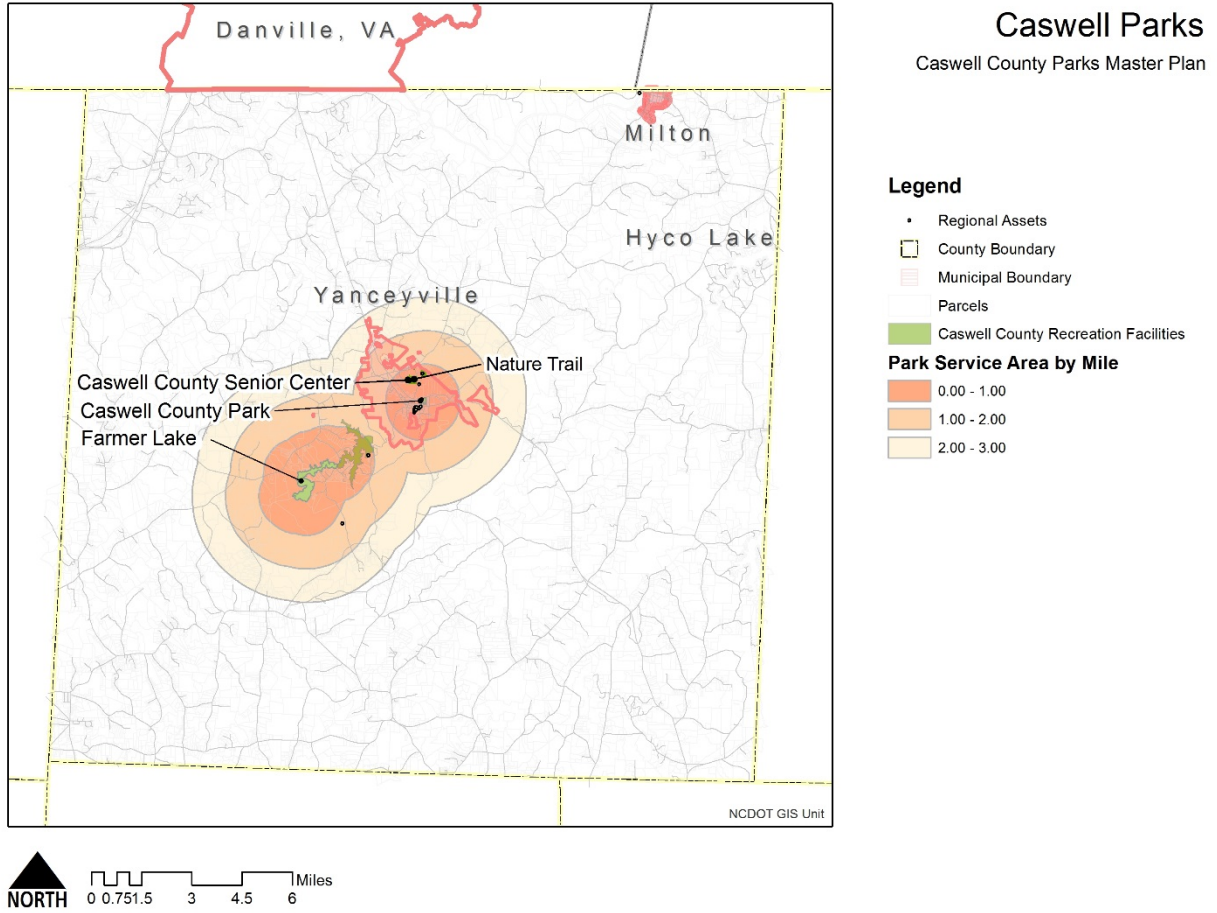 Caswell Parks
Caswell County Parks Master Plan
Danville, VA
Milton
Hyco Lake
Yanceyville
Nature Trail
Caswell County Senior Center
Caswell County Park
Farmer Lake
NCDOT GIS Unit
Legend
Regional Assets
County Boundary
Municipal Boundary
Parcels
Caswell County Recreation Facilities
Park Service Area by Mile
0.00 - 1.00
1.00 - 2.00
2.00 - 3.00
NORTH
Miles
0 0.751.5 3 4.5 6